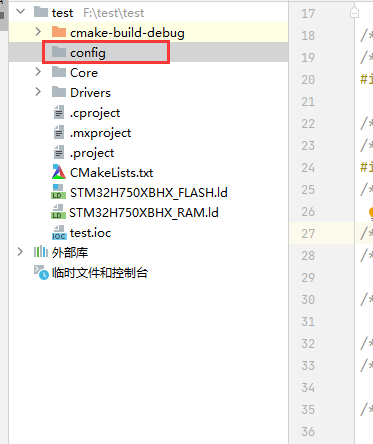 test F:\test\test
cmake-build-debug
config
Core
Drivers
.cproject
.mxproject
.project
CMakeLists.txt
STM32H750XBHX_FLASH.ld
STM32H750XBHX_RAM.ld
test.ioc
外部库
临时文件和控制台
17
18 /*
19 /*
20 #i
21
22 /*
23 /*
24 #i
25 /*
26
27 /*
28 /*
29
30 /*
31
32 /*
33 /*
34
35 /*
36